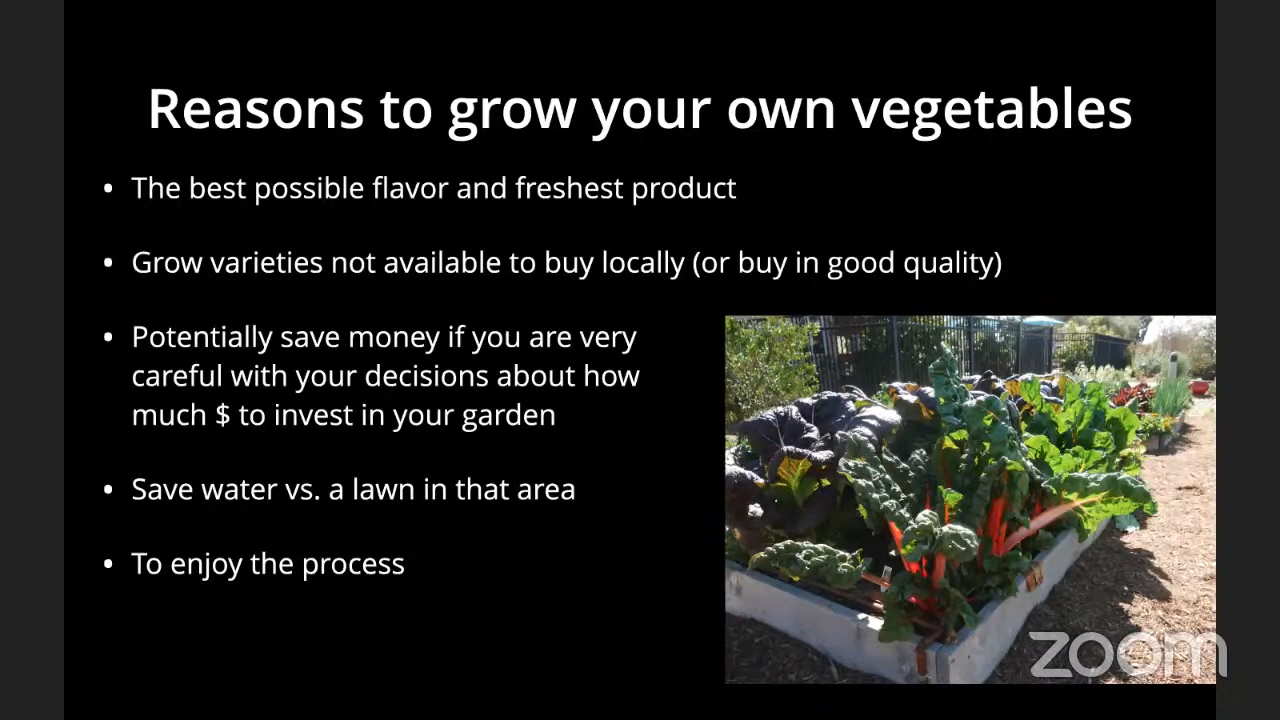 Reasons to grow your own vegetables
• The best possible flavor and freshest product
• Grow varieties not available to buy locally (or buy in good quality)
• Potentially save money if you are very
careful with your decisions about how
much $ to invest in your garden
• Save water vs. a lawn in that area
• To enjoy the process
zoom